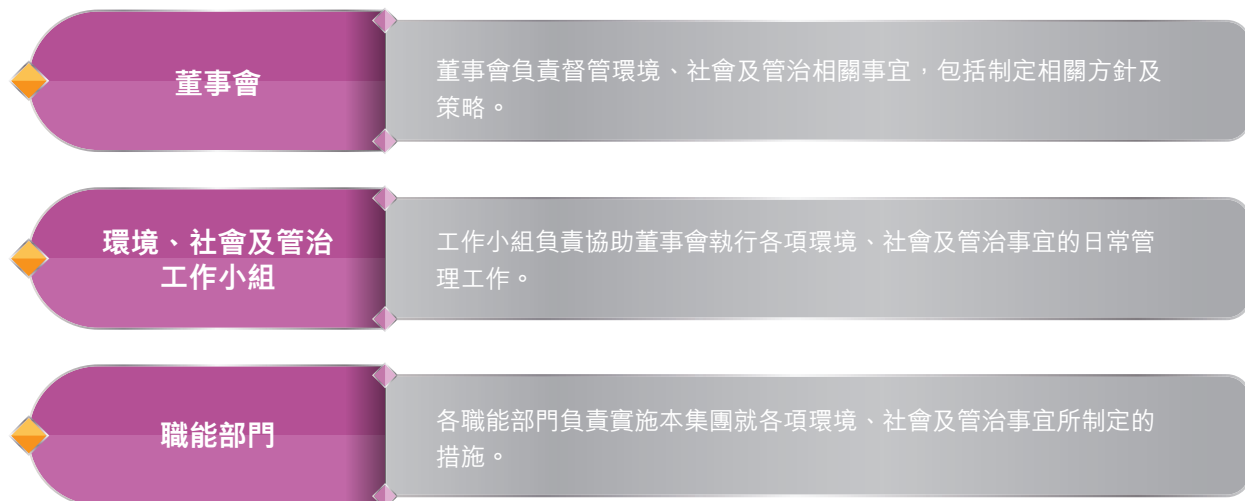 董事會
董事會負責督管環境、社會及管治相關事宜，包括制定相關方針及
策略。
環境、社會及管治
工作小組
工作小組負責協助董事會執行各項環境、社會及管治事宜的日常管
理工作。
職能部門
各職能部門負責實施本集團就各項環境、社會及管治事宜所制定的
措施。